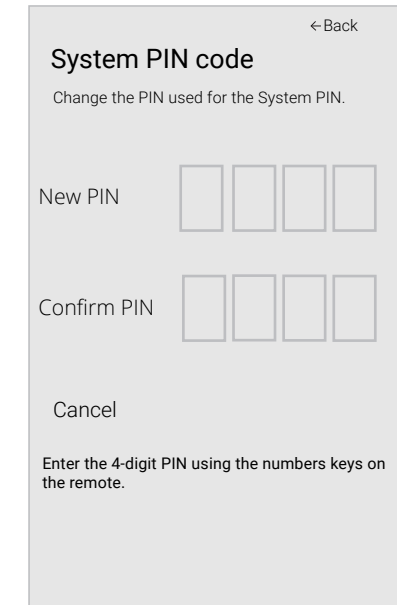 ←Back
System PIN code
Change the PIN used for the System PIN.
New PIN
Confirm PIN
Cancel
Enter the 4-digit PIN using the numbers keys on
the remote.